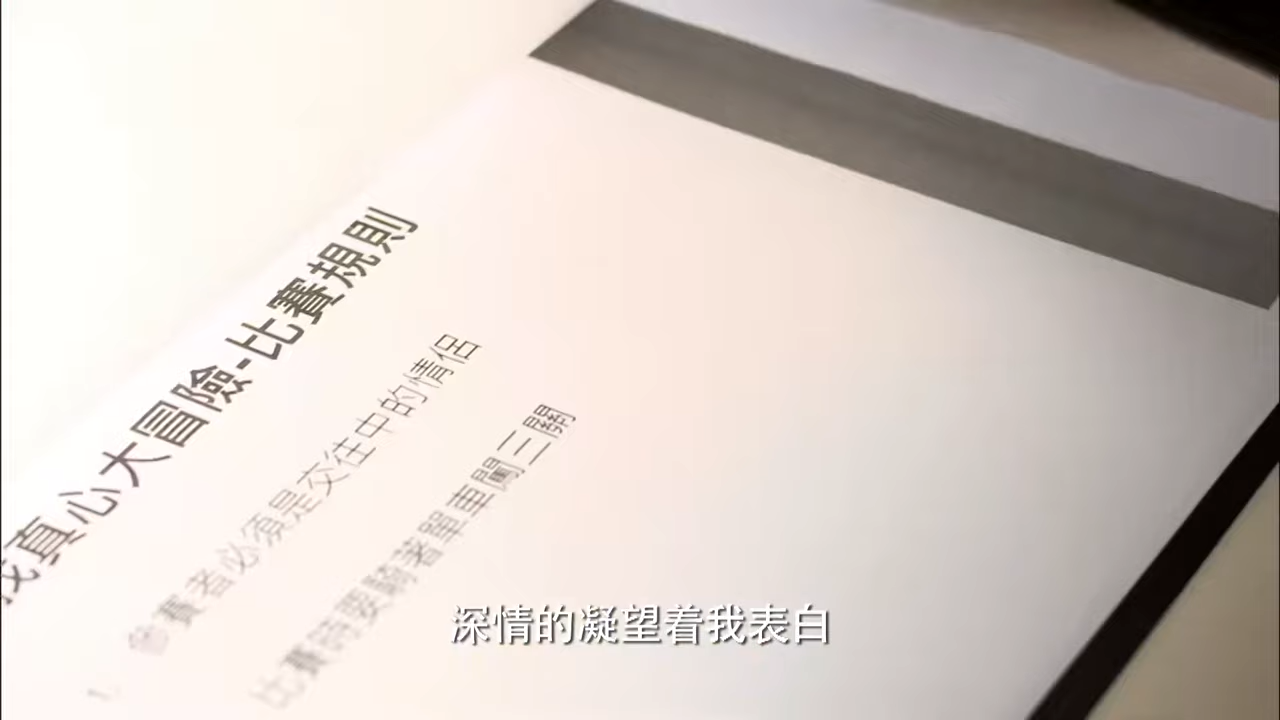 找真心大冒險-比賽規則
1. 參賽者必須是交往中的情侶
比賽時要騎著單車闖三關
深情的凝望着我表白